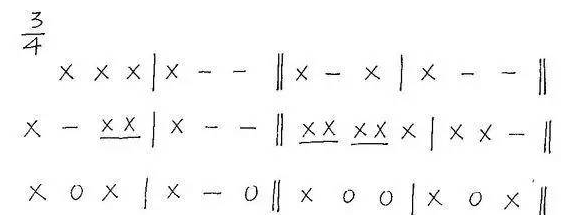 3/4
X X X | X - - || X - X | X - - ||
X - X X | X - - || X X X X X | X X - ||
X 0 X | X - 0 || X 0 0 | X 0 X ||